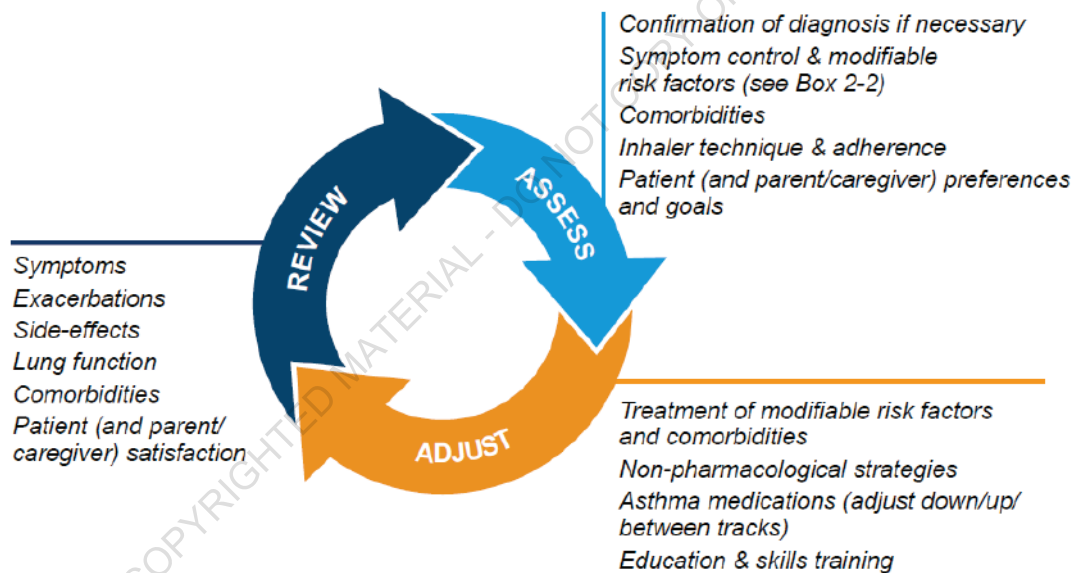 Confirmation of diagnosis if necessary
Symptom control & modifiable
risk factors (see Box 2-2)
Comorbidities
Inhaler technique & adherence
Patient (and parent/caregiver) preferences
and goals
REVIEW
ASSESS
ADJUST
Symptoms
Exacerbations
Side-effects
Lung function
Comorbidities
Patient (and parent/
caregiver) satisfaction
Treatment of modifiable risk factors
and comorbidities
Non-pharmacological strategies
Asthma medications (adjust down/up/
between tracks)
Education & skills training
COPYRIGHTED MATERIAL - DO NOT COPY